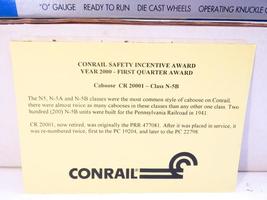 "O" GAUGE READY TO RUN DIE CAST WHEELS OPERATING KNUCKLE C
CONRAIL SAFETY INCENTIVE AWARD
YEAR 2000 - FIRST QUARTER AWARD
Caboose CR 20001 – Class N-5B
The N5, N-5A and N-5B classes were the most common style of caboose on Conrail.
there were almost twice as many cabooses in these classes than any other one class. Two
hundred (200) N-5B units were built for the Pennsylvania Railroad in 1941.
CR 20001, now retired, was originally the PRR 477081. After it was placed in service, it
was re-numbered twice, first to the PC 19204, and later to the PC 22798.
CONRAIL